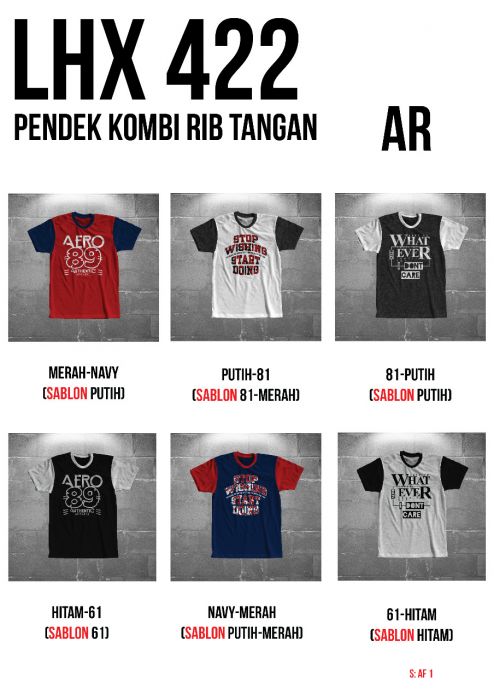 LHX 422
PENDEK KOMBI RIB TANGAN
AR
AERO
89
AUTHENTIC
STOP
WISHING
START
DOING
WHAT
EVER
I DONT
CARE
MERAH-NAVY
(SABLON PUTIH)
PUTIH-81
(SABLON 81-MERAH)
81-PUTIH
(SABLON PUTIH)
AERO
89
AUTHENTIC
STOP
WISHING
START
DOING
WHAT
EVER
I DONT
CARE
HITAM-61
(SABLON 61)
NAVY-MERAH
(SABLON PUTIH-MERAH)
61-HITAM
(SABLON HITAM)
S: AF 1